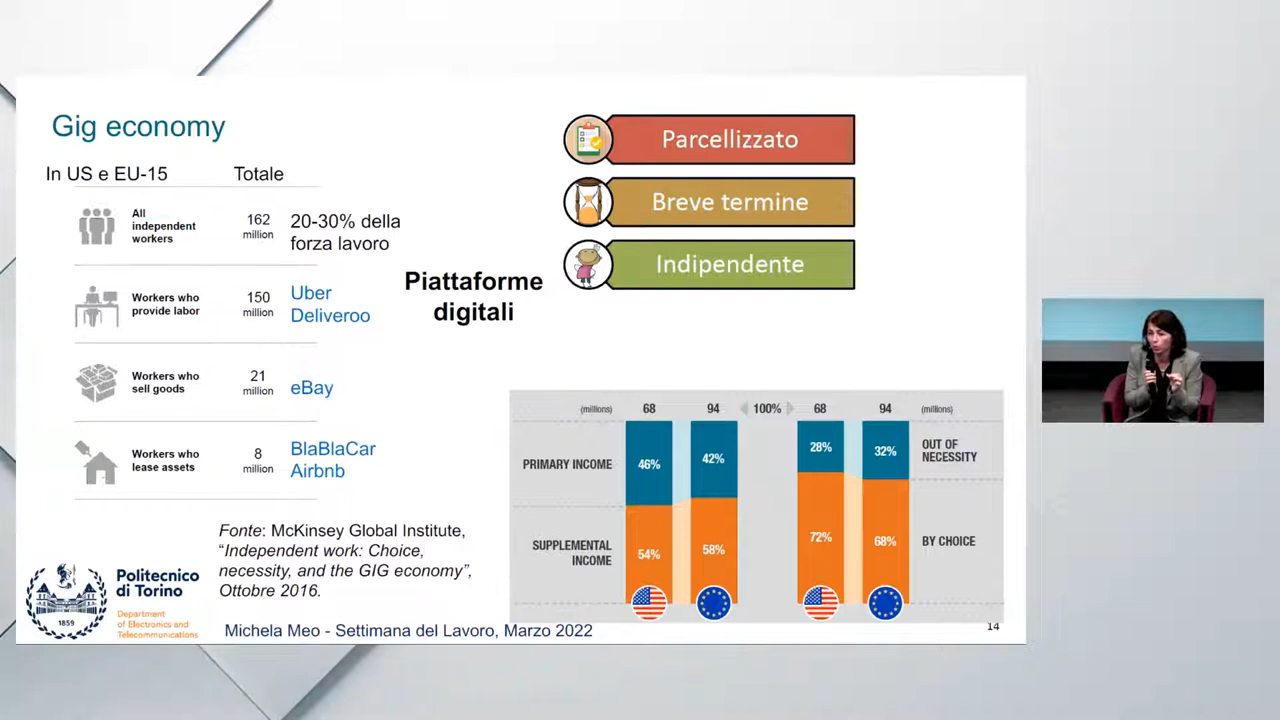 Gig economy
In US e EU-15 Totale
All
independent
workers
162
million
20-30% della
forza lavoro
Workers who
provide labor
150
million
Uber
Deliveroo
Workers who
sell goods
21
million
eBay
Workers who
lease assets
8
million
BlaBlaCar
Airbnb
Piattaforme
digitali
Parcellizzato
Breve termine
Indipendente
(millions) 68 94 100% 68 94 (millions)
PRIMARY INCOME
46% 42% 28% 32%
OUT OF
NECESSITY
SUPPLEMENTAL
INCOME
54% 58% 72% 68%
BY CHOICE
Fonte: McKinsey Global Institute,
“Independent work: Choice,
necessity, and the GIG economy”,
Ottobre 2016.
1859
Politecnico
di Torino
Department
of Electronics and
Telecommunications
Michela Meo - Settimana del Lavoro, Marzo 2022
14